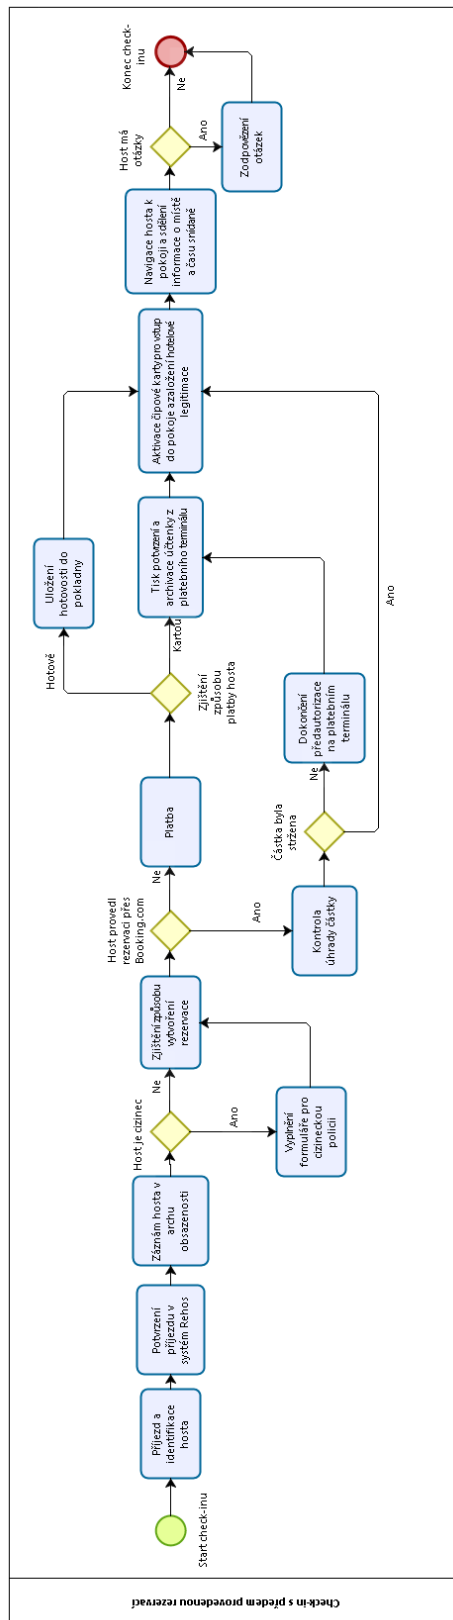 Check-in s předem provedenou rezervací
Start check-inu
Příjezd a
identifikace
hosta
Potvrzení
příjezdu v
systém Rehos
Záznám hosta v
archu
obsazenosti
Host je cizinec
Ne
Ano
Vyplnění
formuláře pro
cizineckou
policii
Zjištění způsobu
vytvoření
rezervace
Host provedl
rezervaci přes
Booking.com
Ne
Ano
Kontrola
úhrady částky
Částka byla
stržena
Ne
Ano
Dokončení
předautorizace
na platebním
terminálu
Platba
Zjištění
způsobu
platby hosta
Hotově
Kartou
Uložení
hotovosti do
pokladny
Tisk potvrzení a
archivace účtenky z
platebního terminálu
Aktivace čipové karty pro vstup
do pokoje a založení hotelové
legitimace
Navigace hosta k
pokoji a sdělení
informace o místě
a času snídaně
Host má
otázky
Ne
Ano
Zodpovězení
otázek
Konec check-
inu